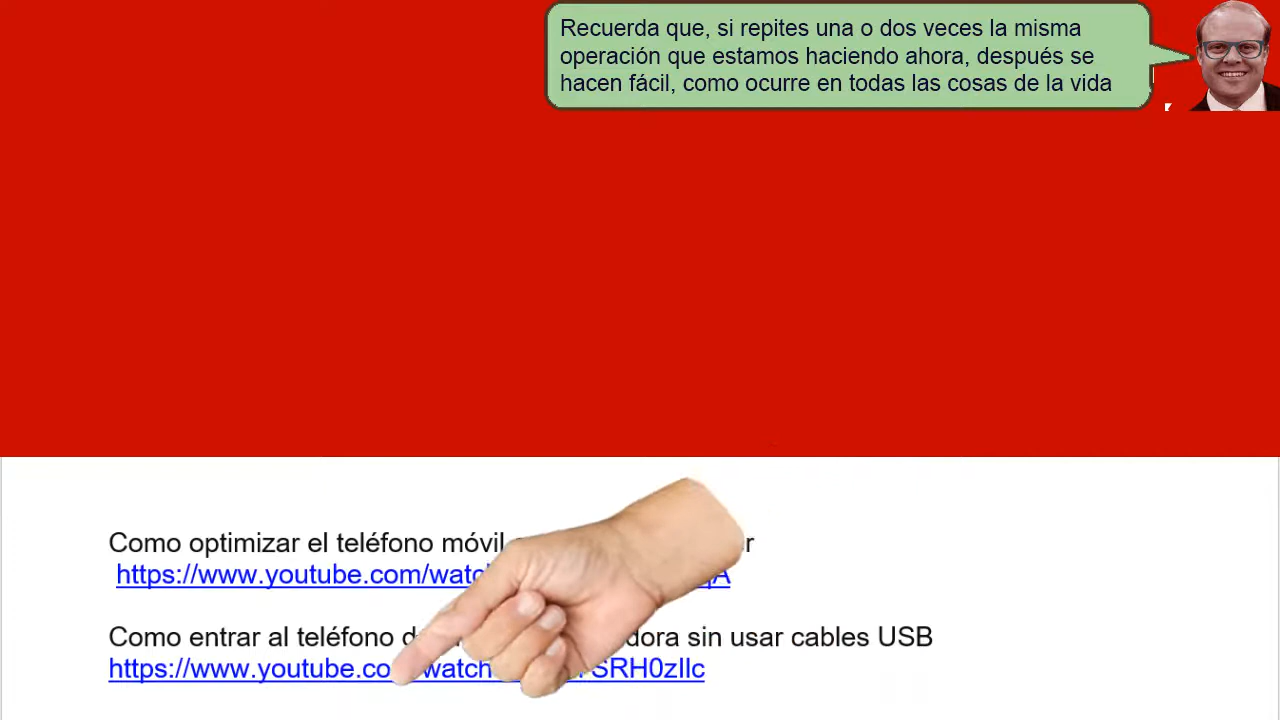 Recuerda que, si repites una o dos veces la misma
operación que estamos haciendo ahora, después se
hacen fácil, como ocurre en todas las cosas de la vida
Como optimizar el teléfono móvil
https://www.youtube.com/watc
Como entrar al teléfono sin usar cables USB
https://www.youtube.co watch SRH0zIlc